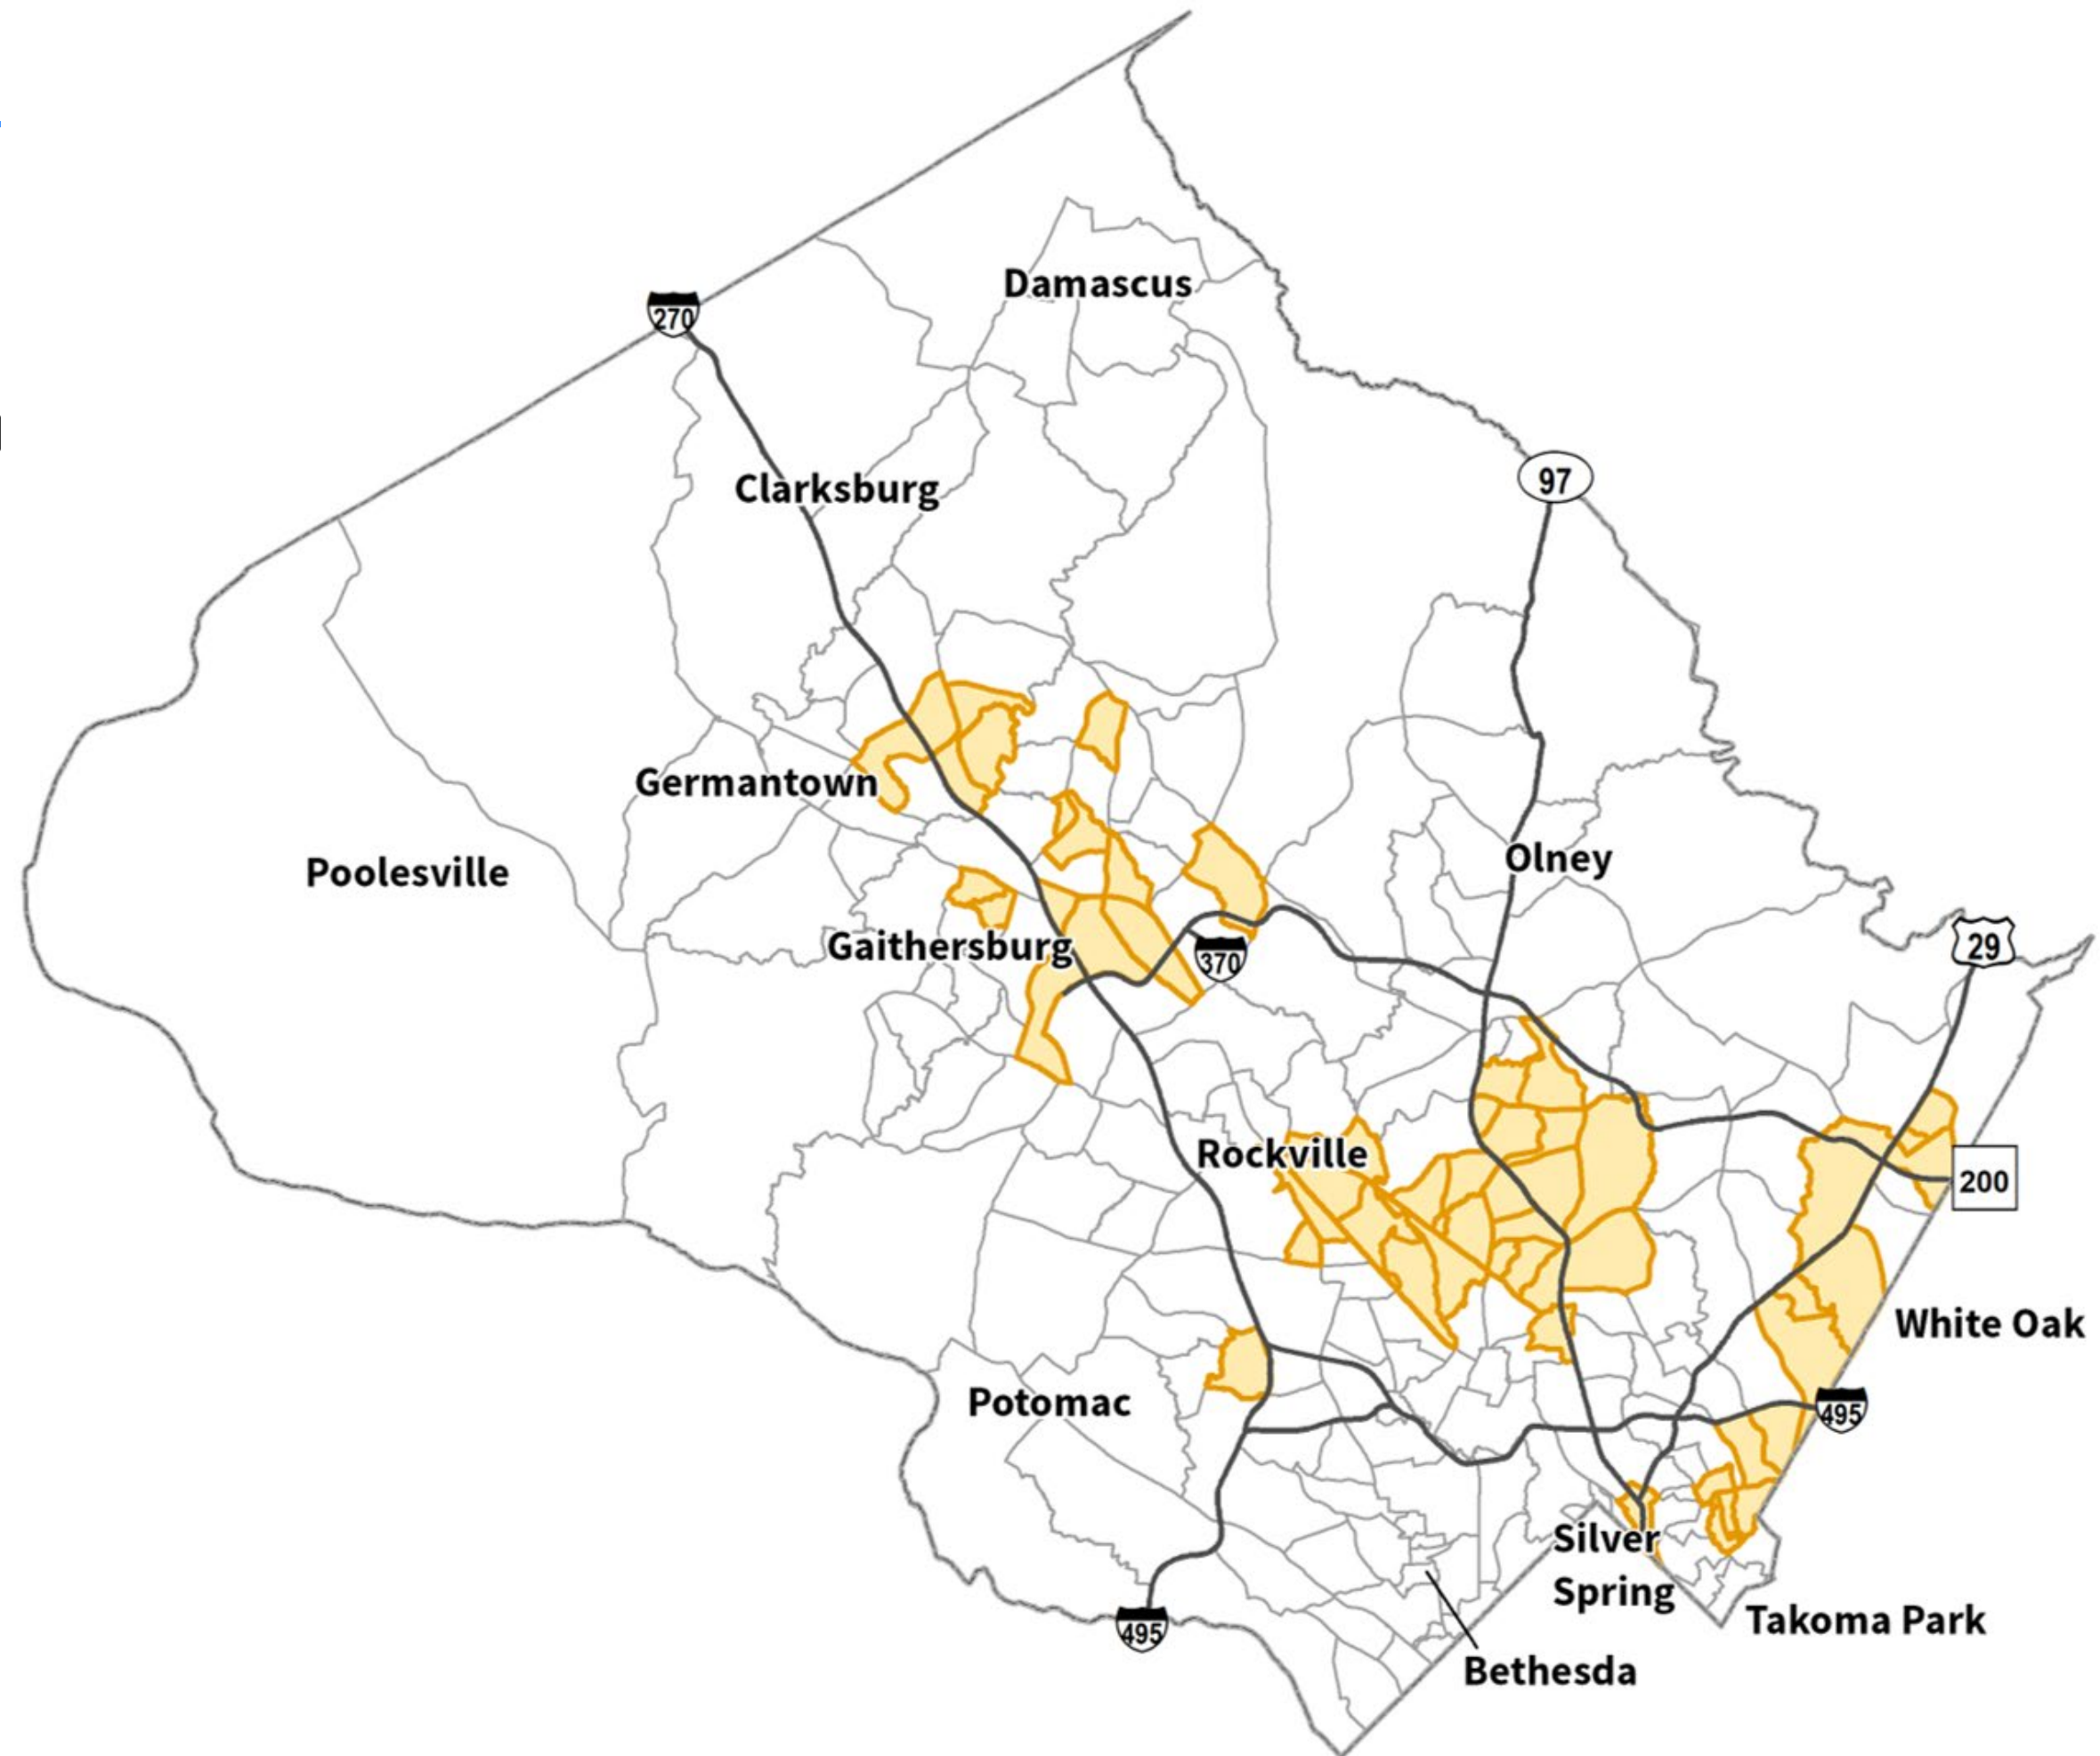 Damascus
270
Clarksburg
97
Germantown
Poolesville
Olney
Gaithersburg
370
29
Rockville
200
White Oak
Potomac
495
Silver
Spring
495
Takoma Park
Bethesda